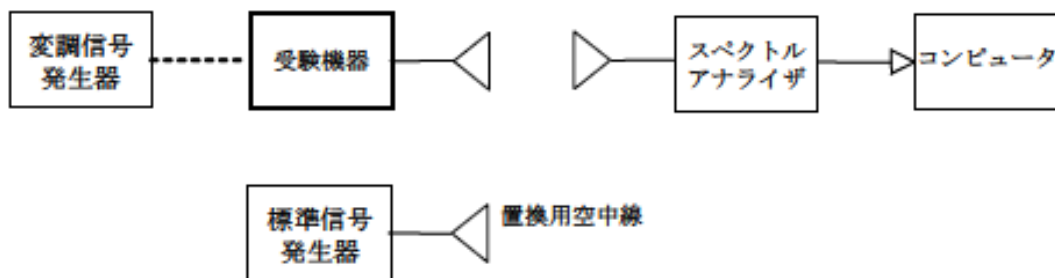 変調信号
発生器
受験機器
スペクトル
アナライザ
コンピュータ
標準信号
発生器
置換用空中線